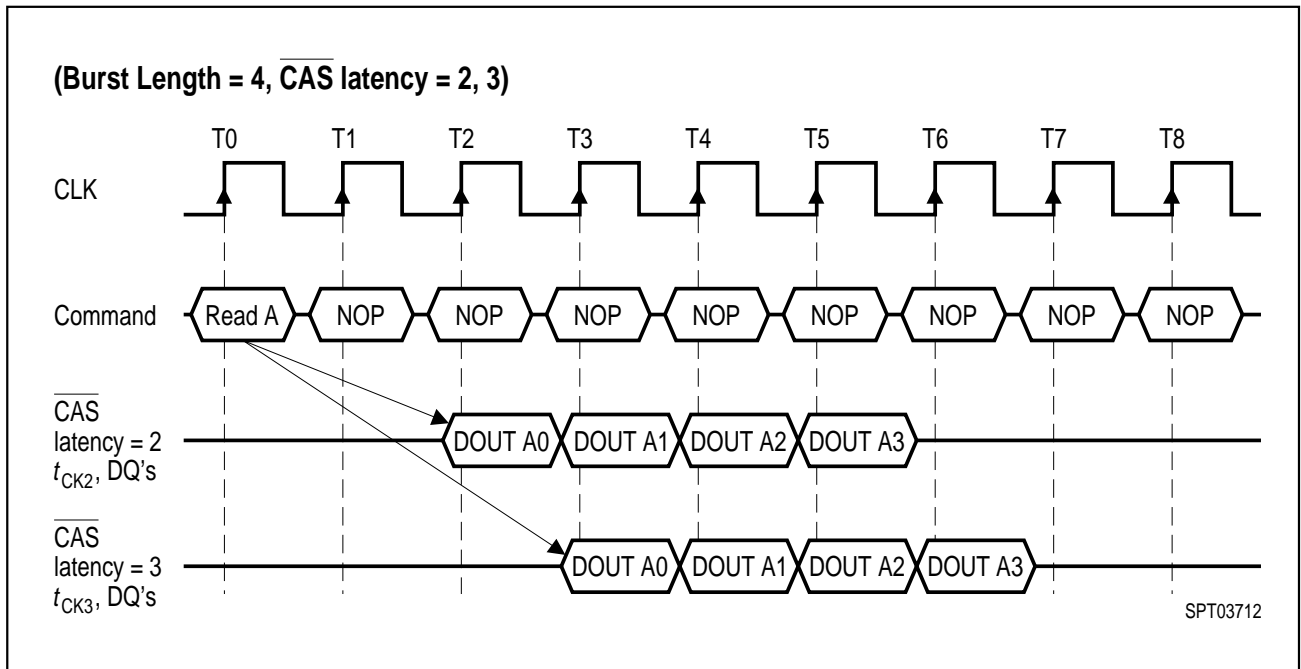 (Burst Length = 4, CAS latency = 2, 3)
T0 T1 T2 T3 T4 T5 T6 T7 T8
CLK
Command Read A NOP NOP NOP NOP NOP NOP NOP NOP
CAS
latency = 2
tCK2, DQ's
DOUT A0 DOUT A1 DOUT A2 DOUT A3
CAS
latency = 3
tCK3, DQ's
DOUT A0 DOUT A1 DOUT A2 DOUT A3
SPT03712